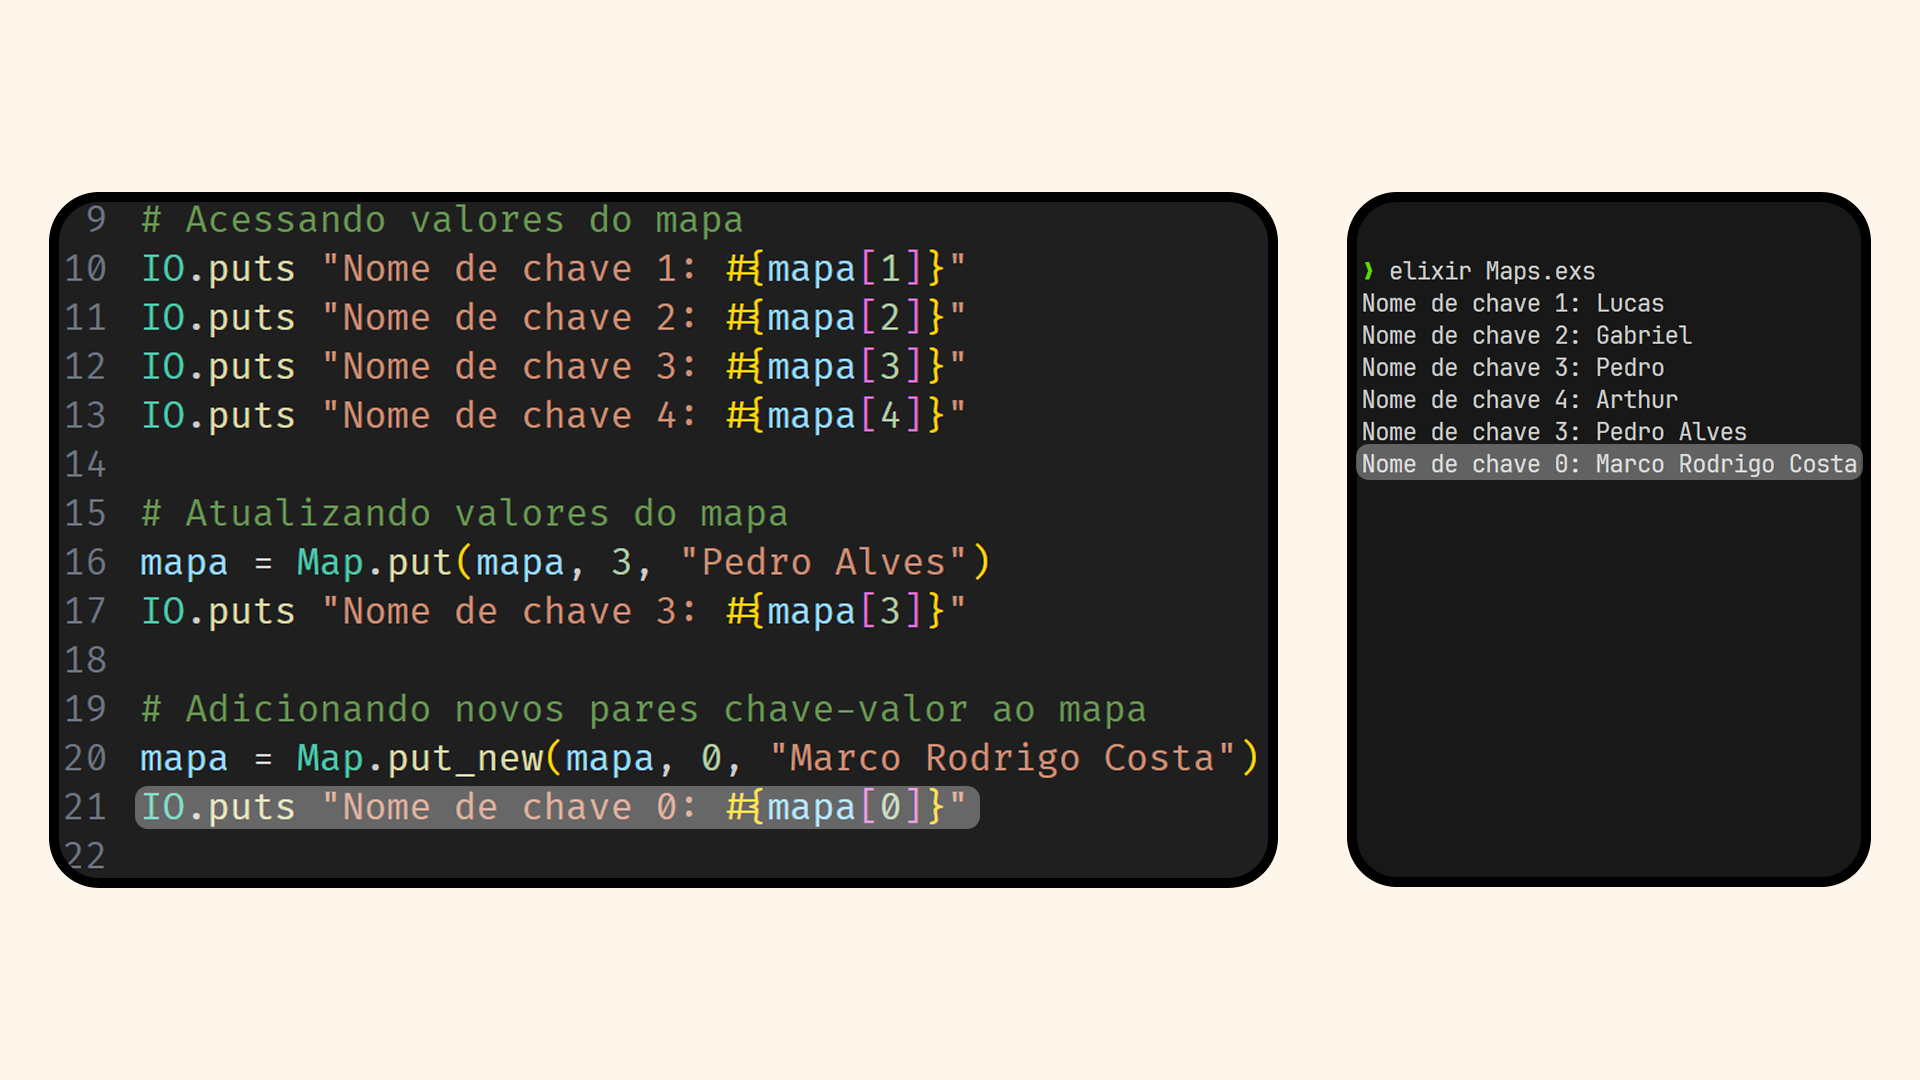 9 # Acessando valores do mapa
10 IO.puts "Nome de chave 1: #{mapa[1]}"
11 IO.puts "Nome de chave 2: #{mapa[2]}"
12 IO.puts "Nome de chave 3: #{mapa[3]}"
13 IO.puts "Nome de chave 4: #{mapa[4]}"
14
15 # Atualizando valores do mapa
16 mapa = Map.put(mapa, 3, "Pedro Alves")
17 IO.puts "Nome de chave 3: #{mapa[3]}"
18
19 # Adicionando novos pares chave-valor ao mapa
20 mapa = Map.put_new(mapa, 0, "Marco Rodrigo Costa")
21 IO.puts "Nome de chave 0: #{mapa[0]}"
22
❱ elixir Maps.exs
Nome de chave 1: Lucas
Nome de chave 2: Gabriel
Nome de chave 3: Pedro
Nome de chave 4: Arthur
Nome de chave 3: Pedro Alves
Nome de chave 0: Marco Rodrigo Costa